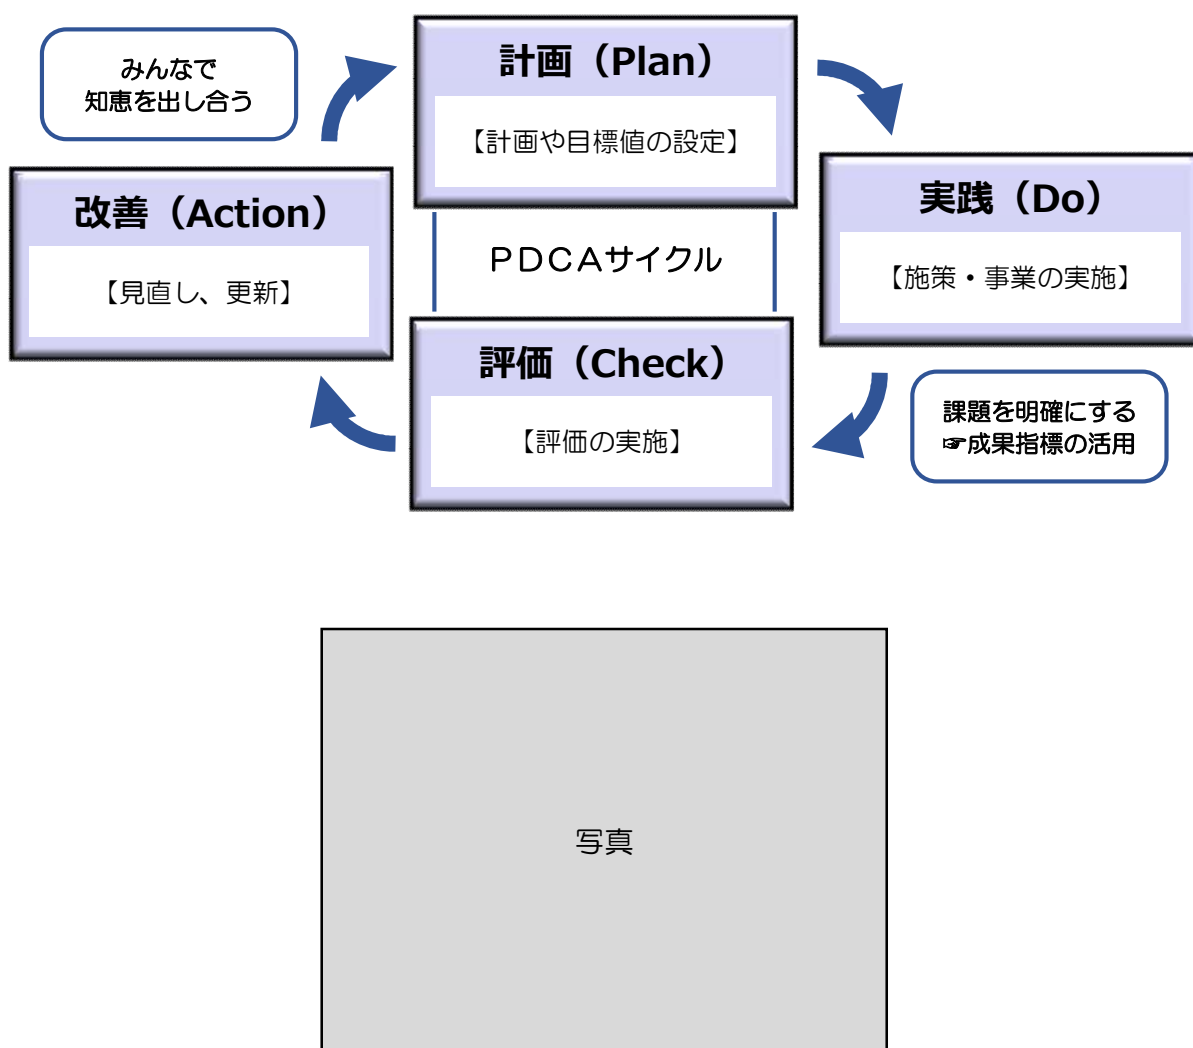 みんなで
知恵を出し合う
計画（Plan）
【計画や目標値の設定】
改善（Action）
【見直し、更新】
ＰＤＣＡサイクル
実践（Do）
【施策・事業の実施】
評価（Check）
【評価の実施】
課題を明確にする
☞成果指標の活用
写真